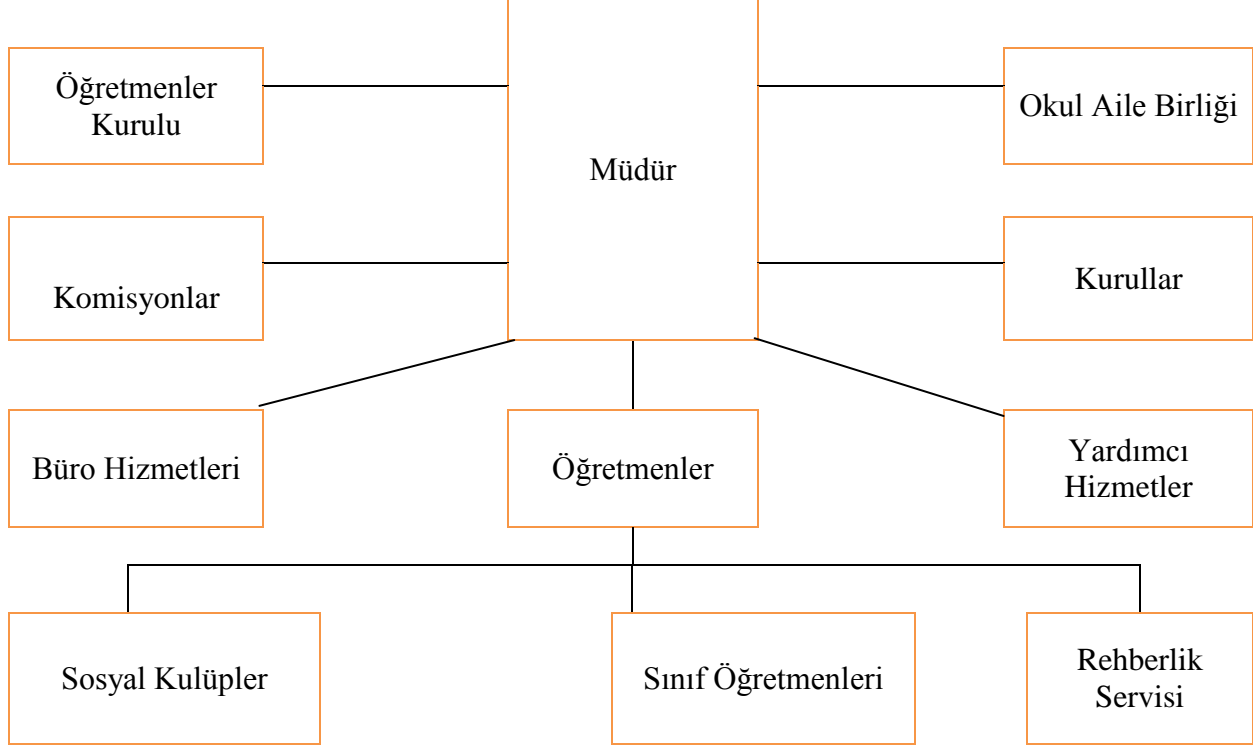 Öğretmenler
Kurulu
Müdür
Okul Aile Birliği
Komisyonlar
Kurullar
Büro Hizmetleri
Öğretmenler
Yardımcı
Hizmetler
Sosyal Kulüpler
Sınıf Öğretmenleri
Rehberlik
Servisi